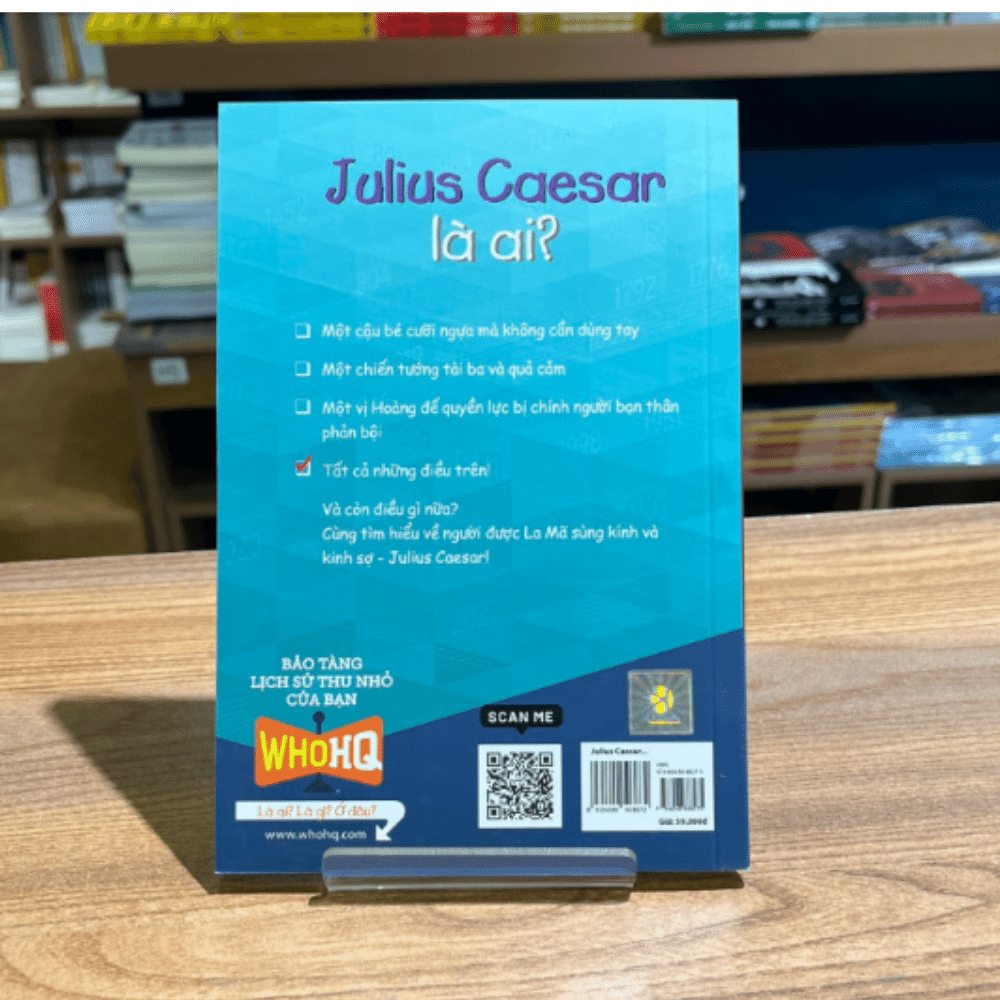 Julius Caesar
là ai?
Một cậu bé cưỡi ngựa mà không cần dùng tay
Một chiến tướng tài ba và quả cảm
Một vị Hoàng đế quyền lực bị chính người bạn thân
phản bội
Tất cả những điều trên!
Và còn điều gì nữa?
Cùng tìm hiểu về người được La Mã sùng kính và
kinh sợ - Julius Caesar!
BẢO TÀNG
LỊCH SỬ THU NHỎ
CỦA BẠN
WHOHQ
Là ai? Là gì? Ở đâu?
www.whohq.com
SCAN ME
Julius Caesar...